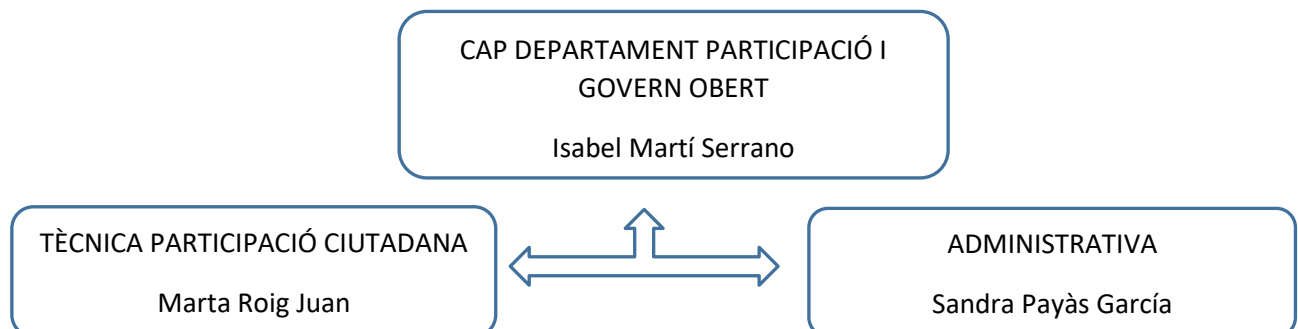 CAP DEPARTAMENT PARTICIPACIÓ I
GOVERN OBERT
Isabel Martí Serrano
TÈCNICA PARTICIPACIÓ CIUTADANA
Marta Roig Juan
ADMINISTRATIVA
Sandra Payàs García